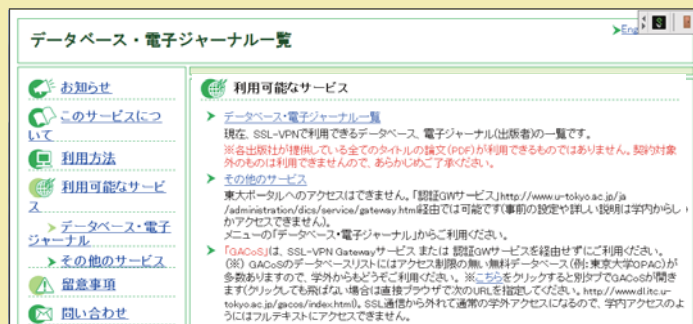 データベース・電子ジャーナル一覧
Eng
お知らせ
このサービスにつ
いて
利用方法
利用可能なサービ
ス
データベース・電子
ジャーナル
その他のサービス
留意事項
問い合わせ
利用可能なサービス
データベース・電子ジャーナル一覧
現在、SSL-VPNで利用できるデータベース、電子ジャーナル(出版者)の一覧です。
※各出版社が提供している全てのタイトルの論文(PDF)が利用できるものではありません。契約対象
外のものは利用できませんので、あらかじめご了承ください。
その他のサービス
東大ポータルへのアクセスはできません。「認証GWサービス」http://www.u-tokyo.ac.jp/ja
/administration/dics/service/gateway.html経由では可能です(事前の設定や詳しい説明は学内からし
かアクセスできません)。
メニューの「データベース・電子ジャーナル」からご利用ください。
「GACoS」は、SSL-VPN Gatewayサービス または 認証GWサービスを経由せずにご利用ください。
(※) GACoSのデータベースリストにはアクセス制限の無い無料データベース(例:東京大学OPAC)が
多数ありますので、学外からもどうぞご利用ください。※こちらをクリックすると別タブでGACoSが開き
ます(クリックしても飛ばない場合は直接ブラウザで次のURLを指定してください。http://www.dl.itc.u-
tokyo.ac.jp/gacos/index.html)。SSL通信から外れて通常の学外アクセスになるので、学内アクセスのよ
うにはフルテキストにアクセスできません。